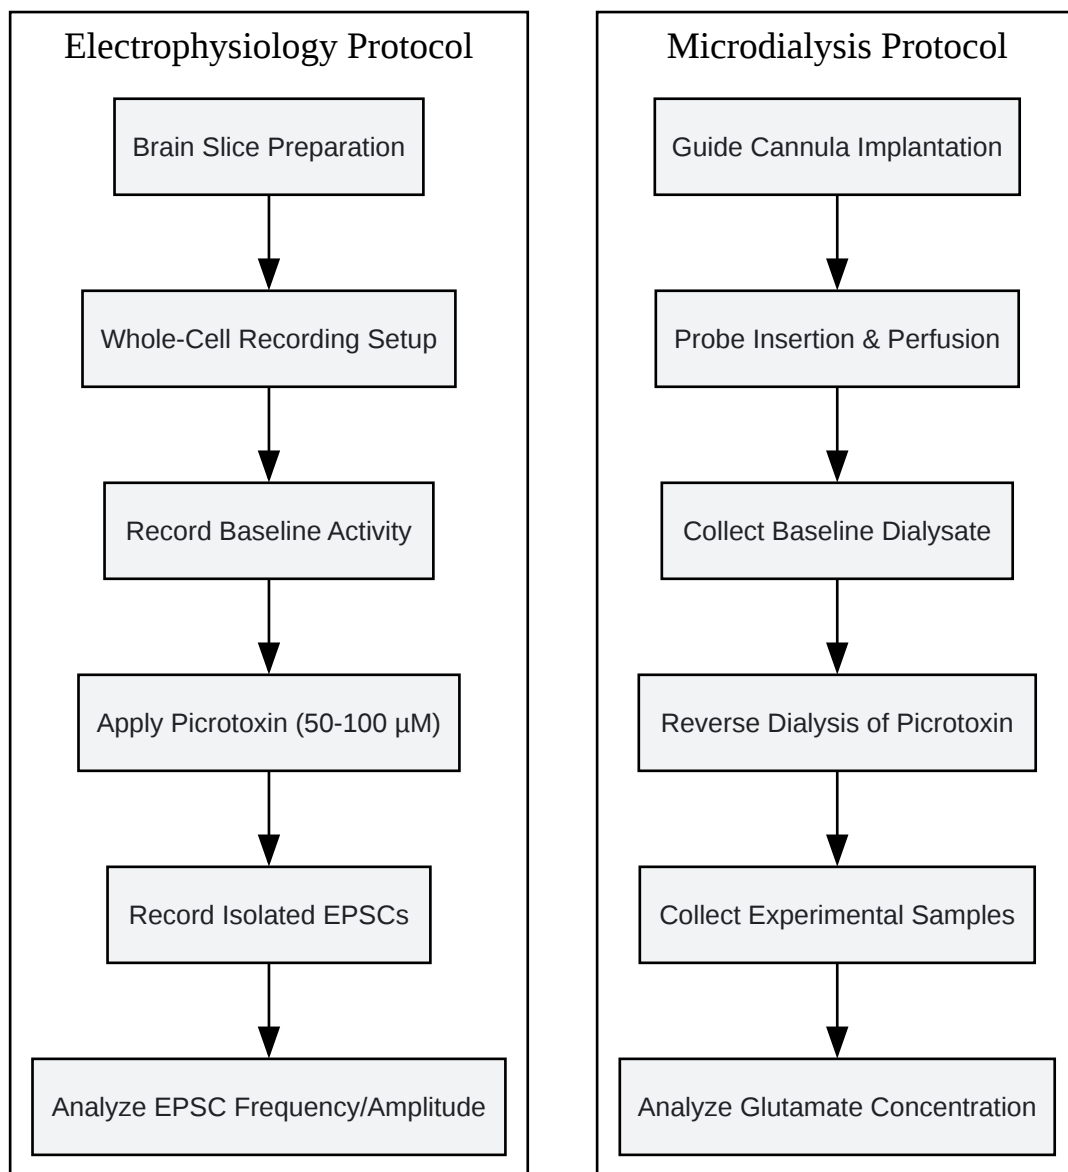 Electrophysiology Protocol
Brain Slice Preparation
Whole-Cell Recording Setup
Record Baseline Activity
Apply Picrotoxin (50-100 µM)
Record Isolated EPSCs
Analyze EPSC Frequency/Amplitude
Microdialysis Protocol
Guide Cannula Implantation
Probe Insertion & Perfusion
Collect Baseline Dialysate
Reverse Dialysis of Picrotoxin
Collect Experimental Samples
Analyze Glutamate Concentration